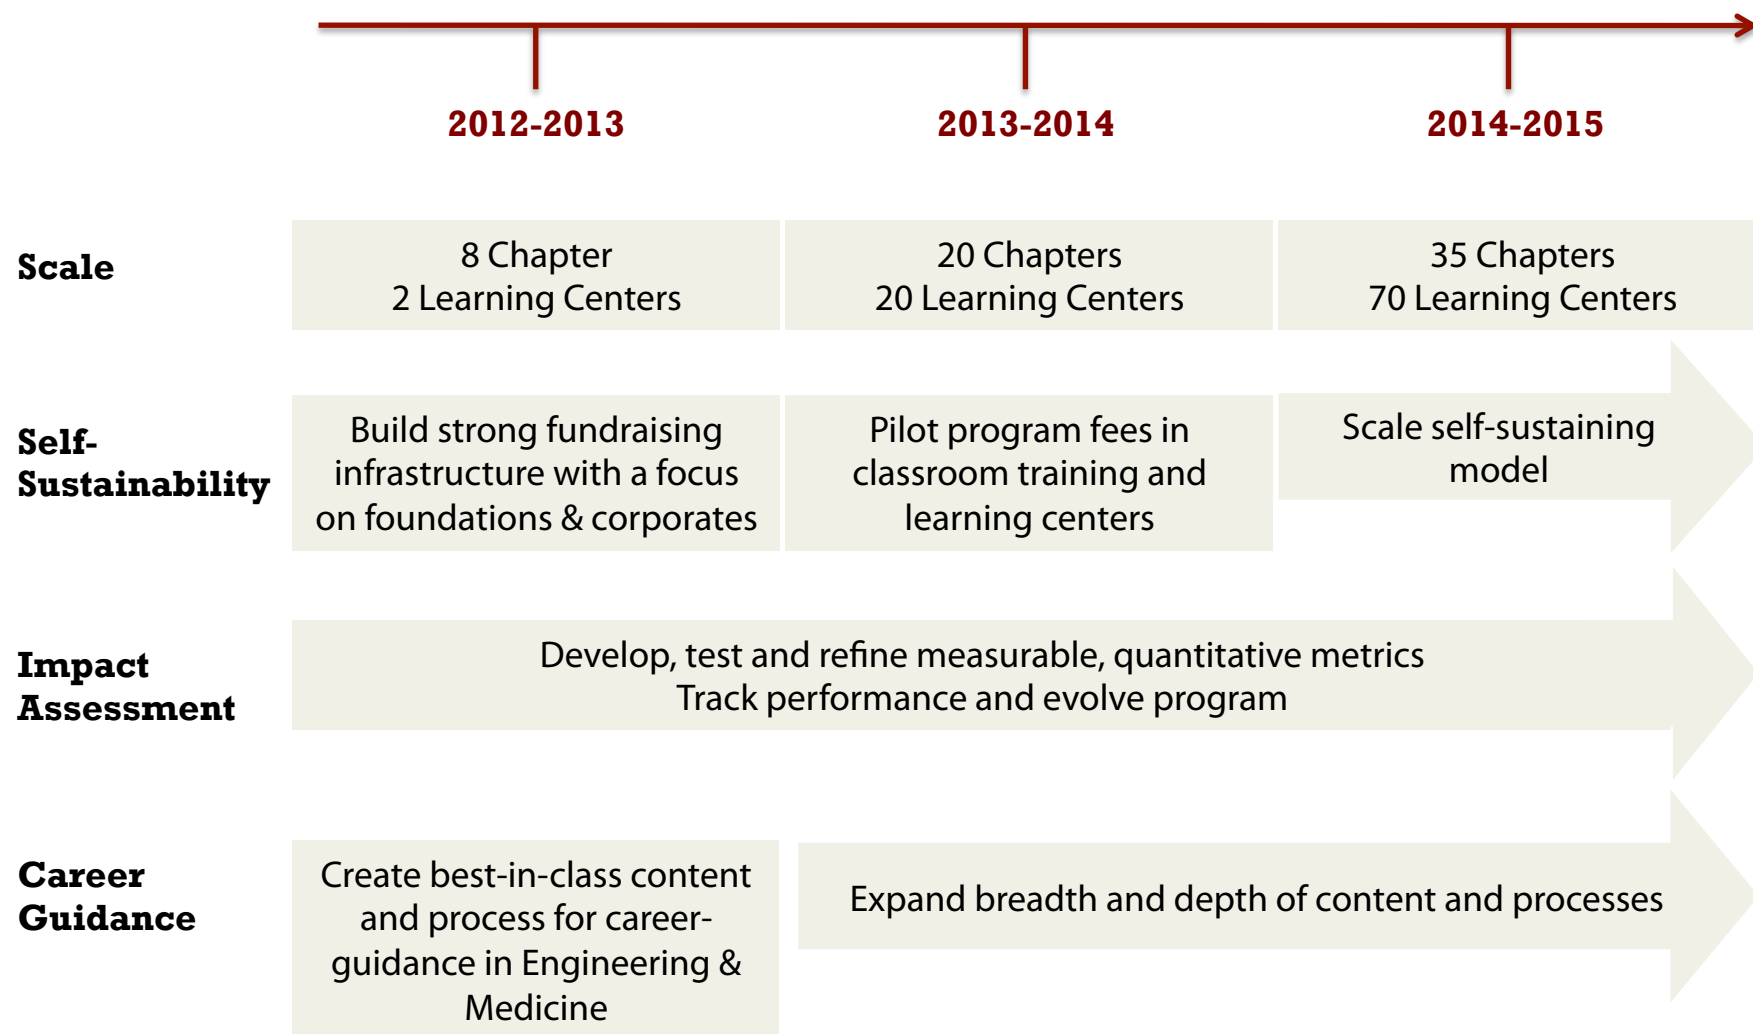 2012-2013
2013-2014
2014-2015
Scale
8 Chapter
2 Learning Centers
20 Chapters
20 Learning Centers
35 Chapters
70 Learning Centers
Self-
Sustainability
Build strong fundraising
infrastructure with a focus
on foundations & corporates
Pilot program fees in
classroom training and
learning centers
Scale self-sustaining
model
Impact
Assessment
Develop, test and refine measurable, quantitative metrics
Track performance and evolve program
Career
Guidance
Create best-in-class content
and process for career-
guidance in Engineering &
Medicine
Expand breadth and depth of content and processes